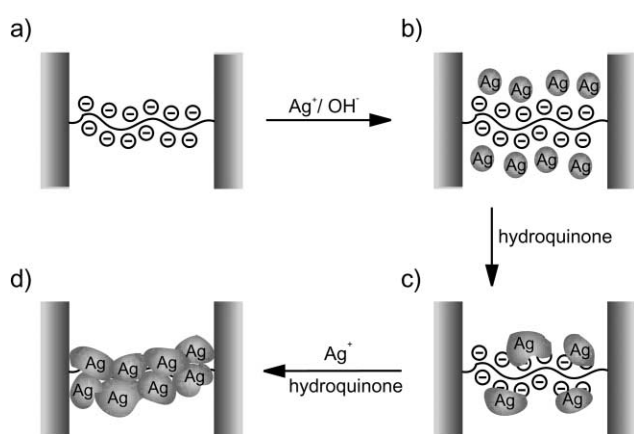 a)
b)
Ag⁺/ OH⁻
Ag Ag Ag Ag
Ag Ag Ag Ag
hydroquinone
d)
c)
Ag Ag Ag Ag
Ag Ag Ag Ag
Ag⁺
hydroquinone
Ag Ag
Ag Ag